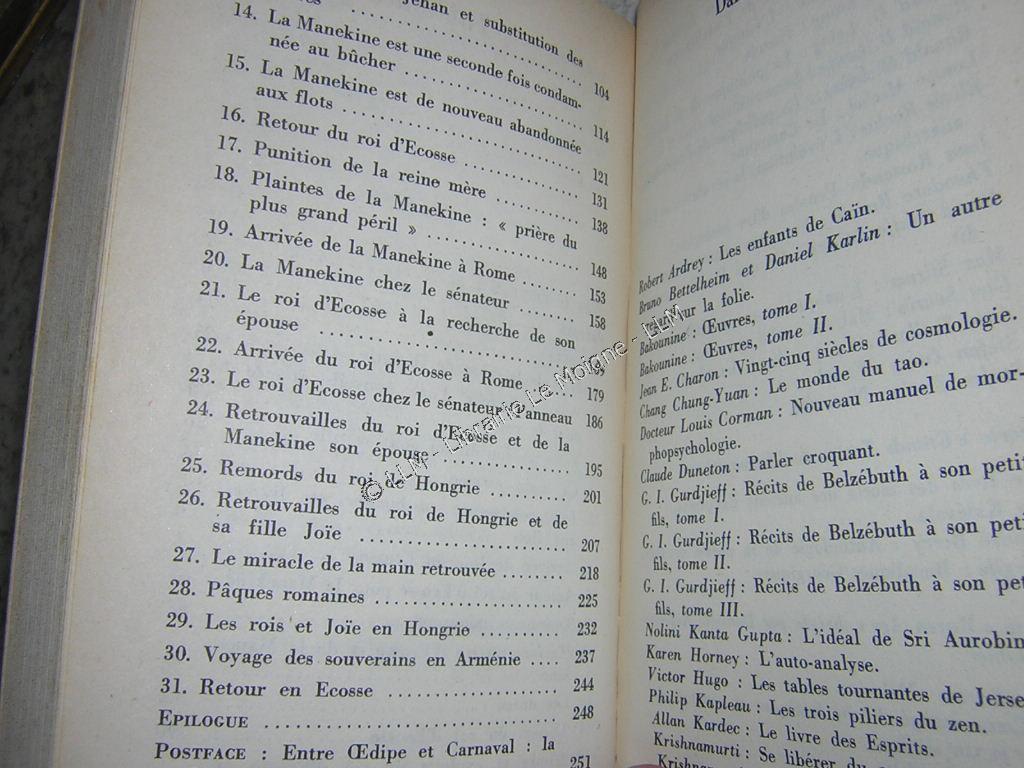 Jehan et substitution des
104
14. La Manekine est une seconde fois condam-
née au bûcher 114
15. La Manekine est de nouveau abandonnée
aux flots 121
16. Retour du roi d'Ecosse 131
17. Punition de la reine mère 138
18. Plaintes de la Manekine : « prière du
plus grand péril » 148
19. Arrivée de la Manekine à Rome 153
20. La Manekine chez le sénateur 158
21. Le roi d'Ecosse à la recherche de son
épouse
22. Arrivée du roi d'Ecosse à Rome 179
23. Le roi d'Ecosse chez le sénateur : l'anneau 186
24. Retrouvailles du roi d'Ecosse et de la
Manekine son épouse 195
25. Remords du roi de Hongrie 201
26. Retrouvailles du roi de Hongrie et de
sa fille Joïe 207
27. Le miracle de la main retrouvée 218
28. Pâques romaines 225
29. Les rois et Joïe en Hongrie 232
30. Voyage des souverains en Arménie 237
31. Retour en Ecosse 244
EPILOGUE 248
POSTFACE : Entre Œdipe et Carnaval : la
251
Robert Ardrey : Les enfants de Caïn.
Bruno Bettelheim et Daniel Karlin : Un autre
regard sur la folie.
Bakounine : Œuvres, tome I.
Bakounine : Œuvres, tome II.
Jean E. Charon : Vingt-cinq siècles de cosmologie.
Chang Chung-Yuan : Le monde du tao.
Docteur Louis Corman : Nouveau manuel de mor-
phopsychologie.
Claude Duneton : Parler croquant.
G. I. Gurdjieff : Récits de Belzébuth à son petit
fils, tome I.
G. I. Gurdjieff : Récits de Belzébuth à son peti
fils, tome II.
G. I. Gurdjieff : Récits de Belzébuth à son pet
fils, tome III.
Nolini Kanta Gupta : L'idéal de Sri Aurobin
Karen Horney : L'auto-analyse.
Victor Hugo : Les tables tournantes de Jerse
Philip Kapleau : Les trois piliers du zen.
Allan Kardec : Le livre des Esprits.
Krishnamurti : Se libérer du
© LLM - Librairie Le Moigne - LLM